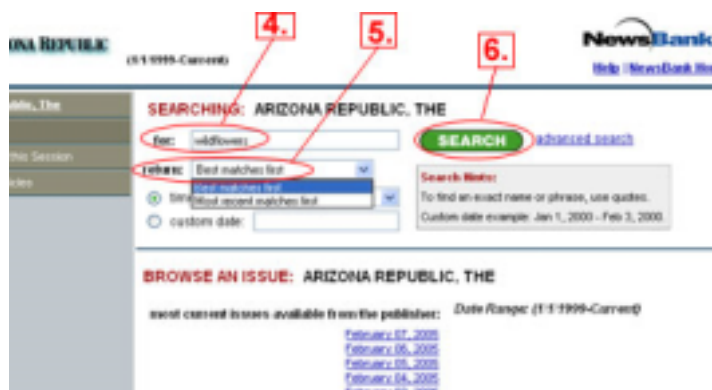 4.
5.
6.
ONA REPUBLIC
(1/1/1999-Current)
NewsBank
Help | NewsBank
The
SEARCHING: ARIZONA REPUBLIC, THE
for: wildflowers
SEARCH
advanced search
this Session
return: Best matches first
Best matches first
Most recent matches first
Search Hints:
To find an exact name or phrase, use quotes.
Custom date example: Jan 1, 2000 - Feb 3, 2000.
custom date:
BROWSE AN ISSUE: ARIZONA REPUBLIC, THE
most current issues available from the publisher:
Date Range: (1/1/1999-Current)
February 07, 2005
February 06, 2005
February 05, 2005
February 04, 2005